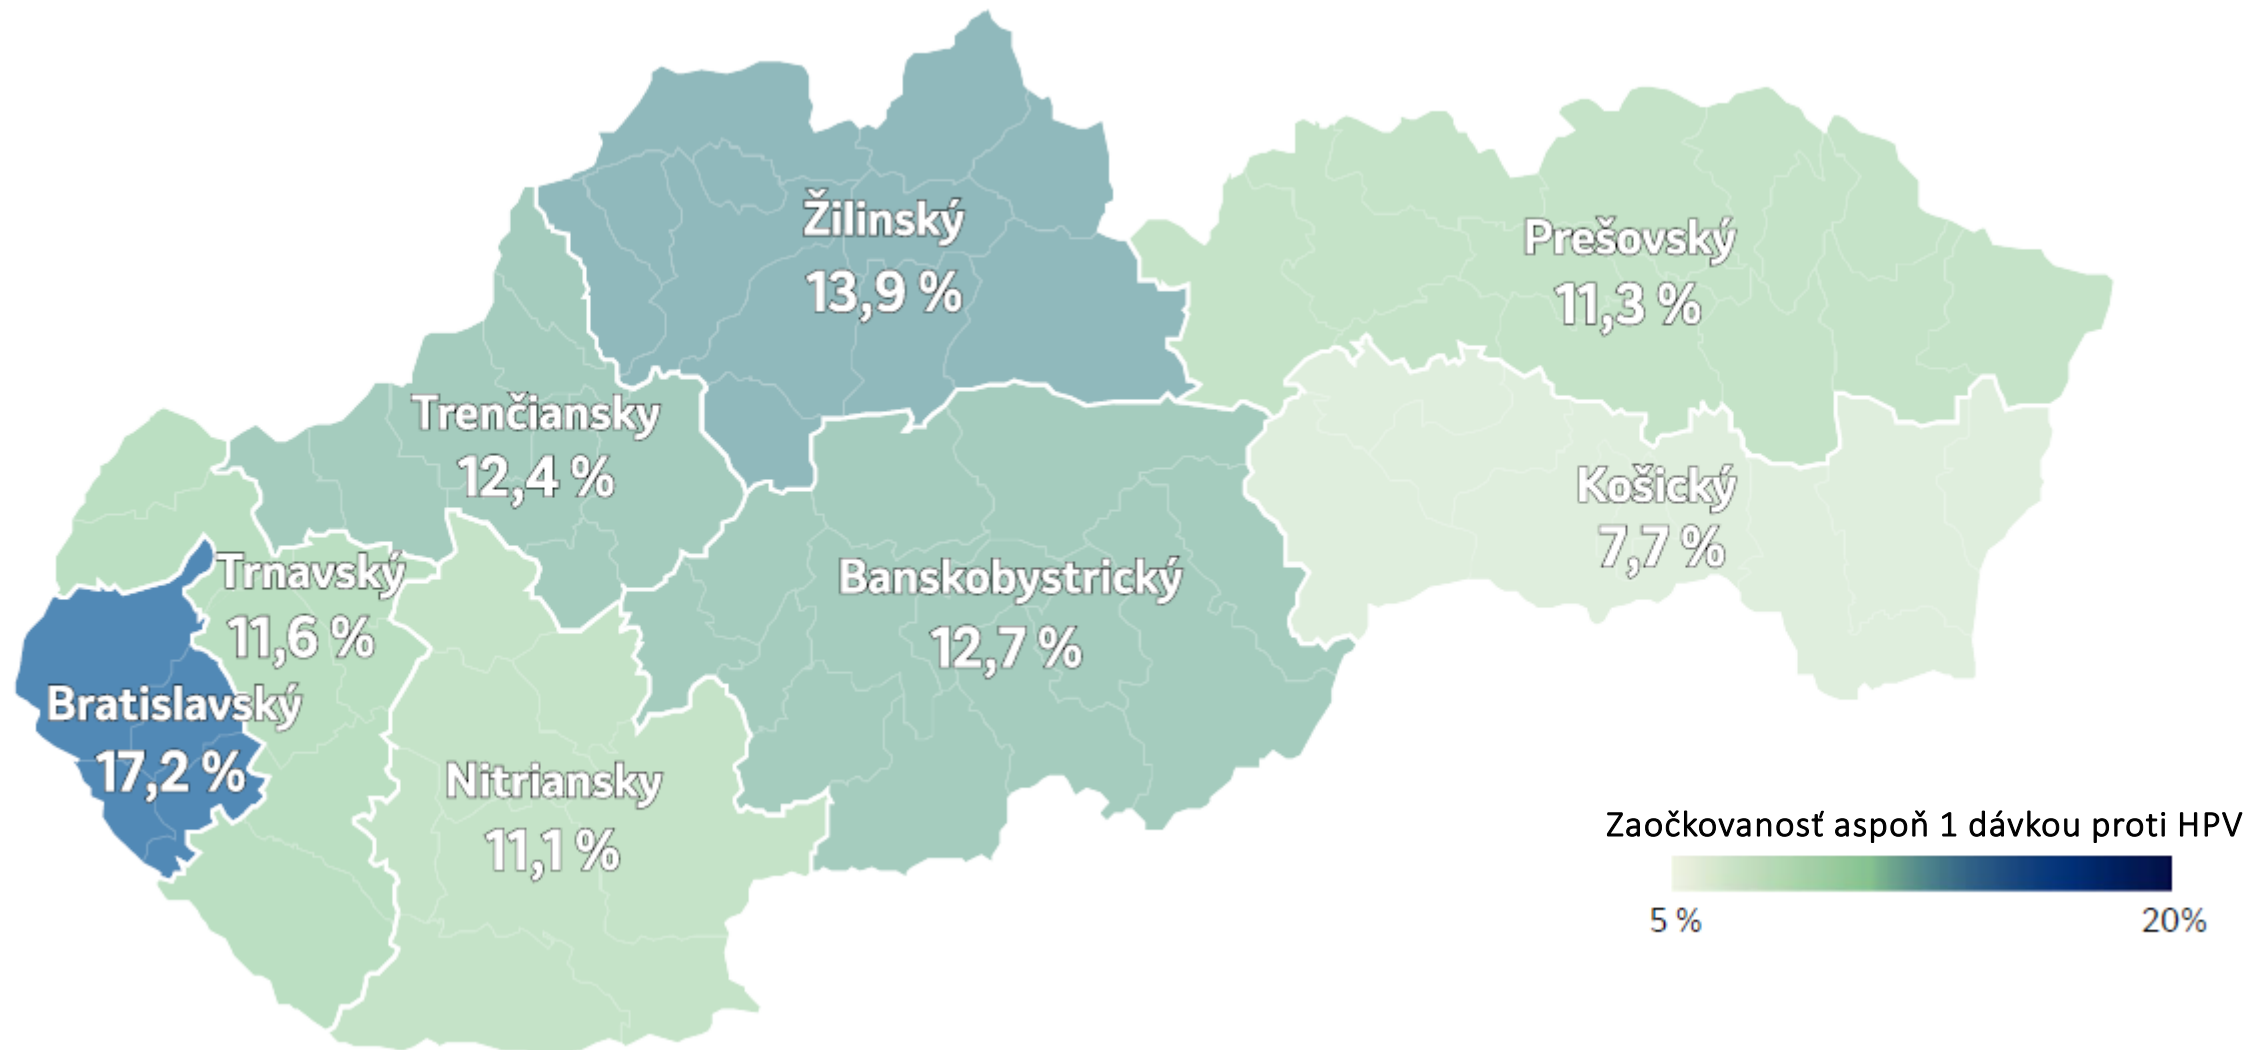 Žilinský
13,9 %
Prešovský
11,3 %
Trenčiansky
12,4 %
Košický
7,7 %
Trnavský
11,6 %
Banskobystrický
12,7 %
Bratislavský
17,2 %
Nitriansky
11,1 %
Zaočkovanosť aspoň 1 dávkou proti HPV
5 %
20%